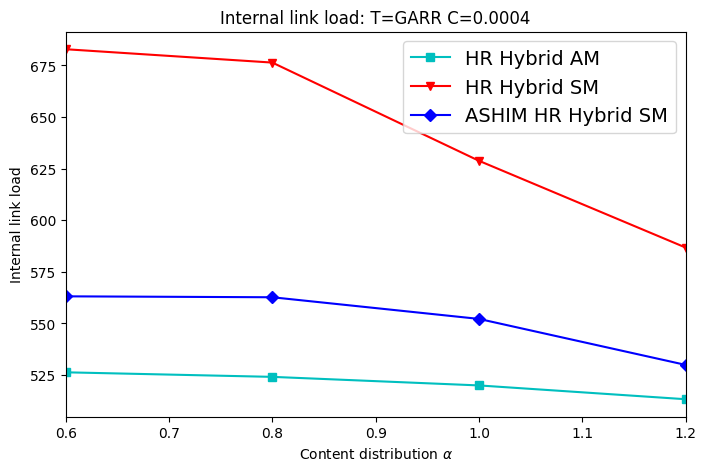 Internal link load: T=GARR C=0.0004
HR Hybrid AM
HR Hybrid SM
ASHIM HR Hybrid SM
Internal link load
675
650
625
600
575
550
525
0.6 0.7 0.8 0.9 1.0 1.1 1.2
Content distribution α